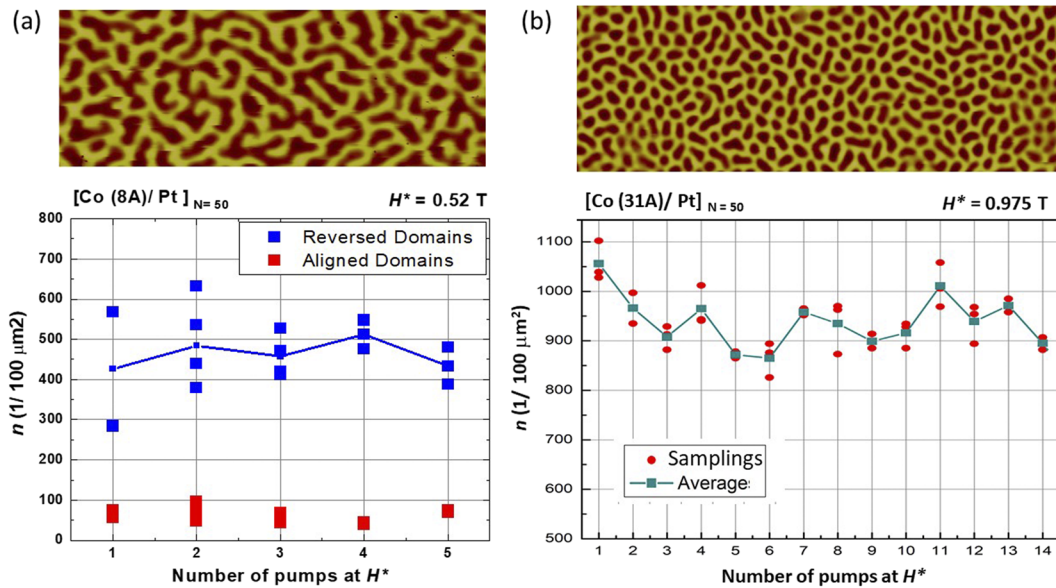 (a)
[Co (8A)/ Pt ] N= 50 H* = 0.52 T
800
700
600
500
400
300
200
100
0
n (1/ 100 μm2)
Reversed Domains
Aligned Domains
1 2 3 4 5
Number of pumps at H*
(b)
[Co (31A)/ Pt] N= 50 H* = 0.975 T
1100
1000
900
800
700
600
500
n (1/ 100 μm²)
Samplings
Average
1 2 3 4 5 6 7 8 9 10 11 12 13 14
Number of pumps at H*